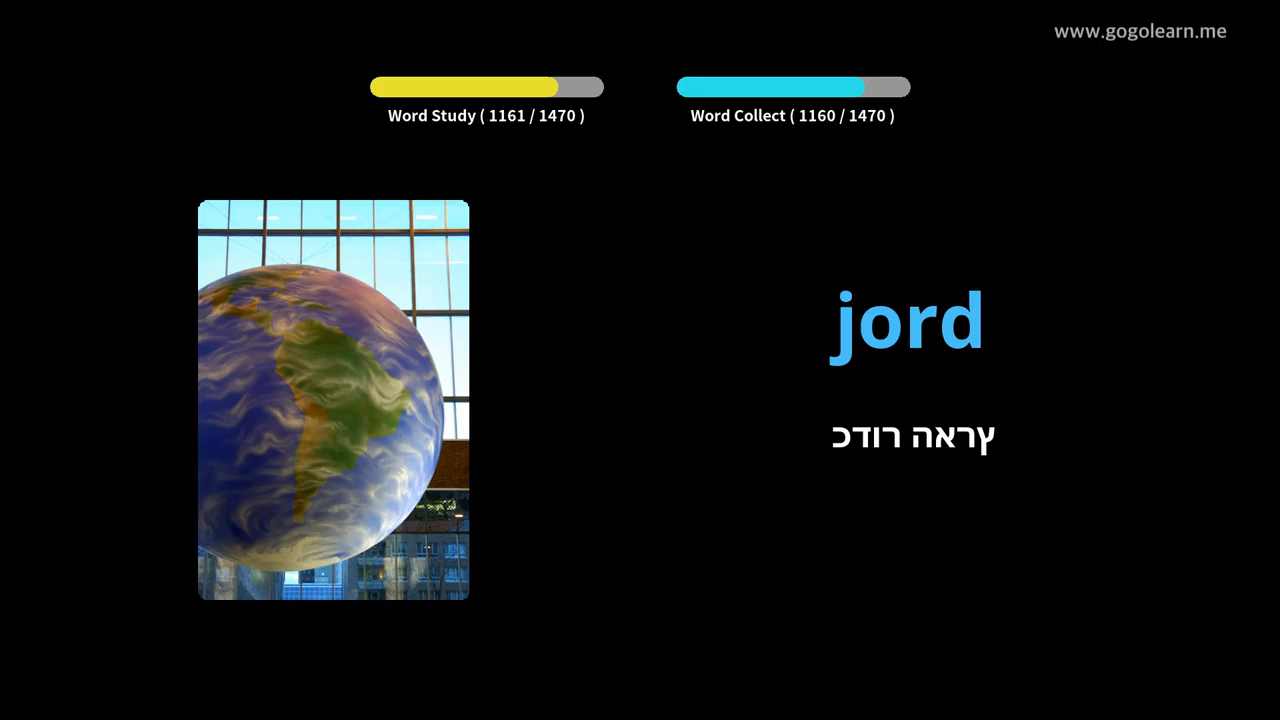 www.gogolearn.me
Word Study ( 1161 / 1470 )
Word Collect ( 1160 / 1470 )
jord
ץראה רודכ